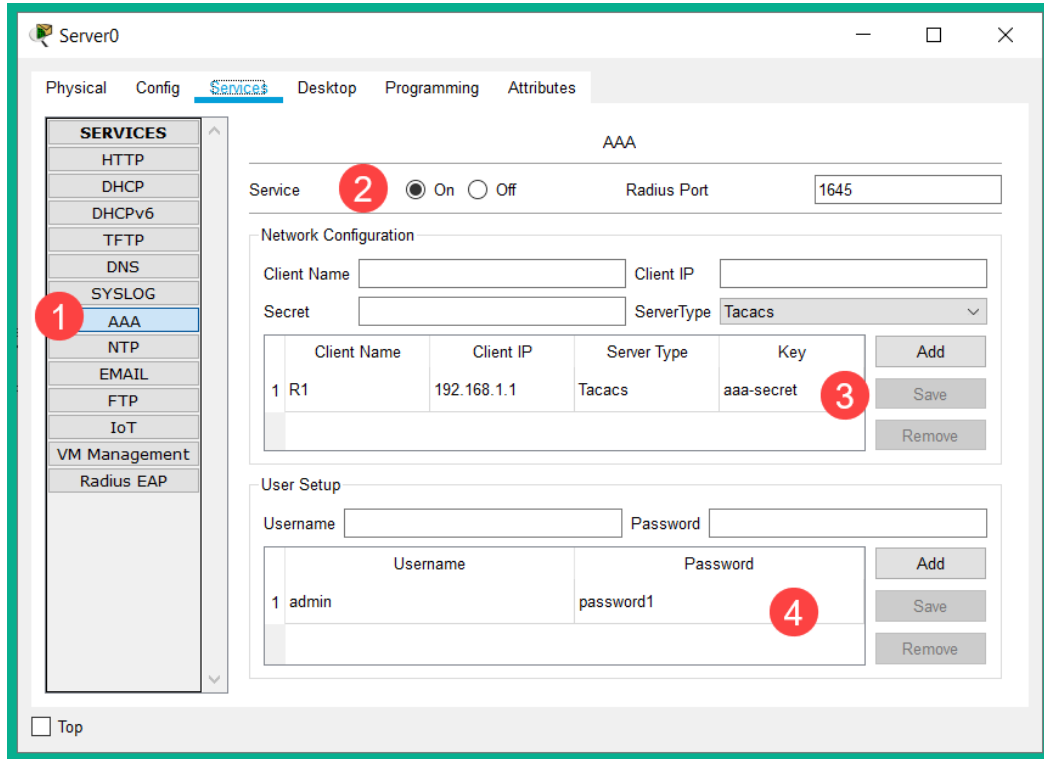 Server0
Physical Config Services Desktop Programming Attributes
SERVICES
HTTP
DHCP
DHCPv6
TFTP
DNS
SYSLOG
1 AAA
NTP
EMAIL
FTP
IoT
VM Management
Radius EAP
AAA
Service 2 On Off Radius Port 1645
Network Configuration
Client Name Client IP
Secret ServerType Tacacs
Client Name Client IP Server Type Key Add
1 R1 192.168.1.1 Tacacs aaa-secret 3 Save
Remove
User Setup
Username Password
Username Password Add
1 admin password1 4 Save
Remove
Top